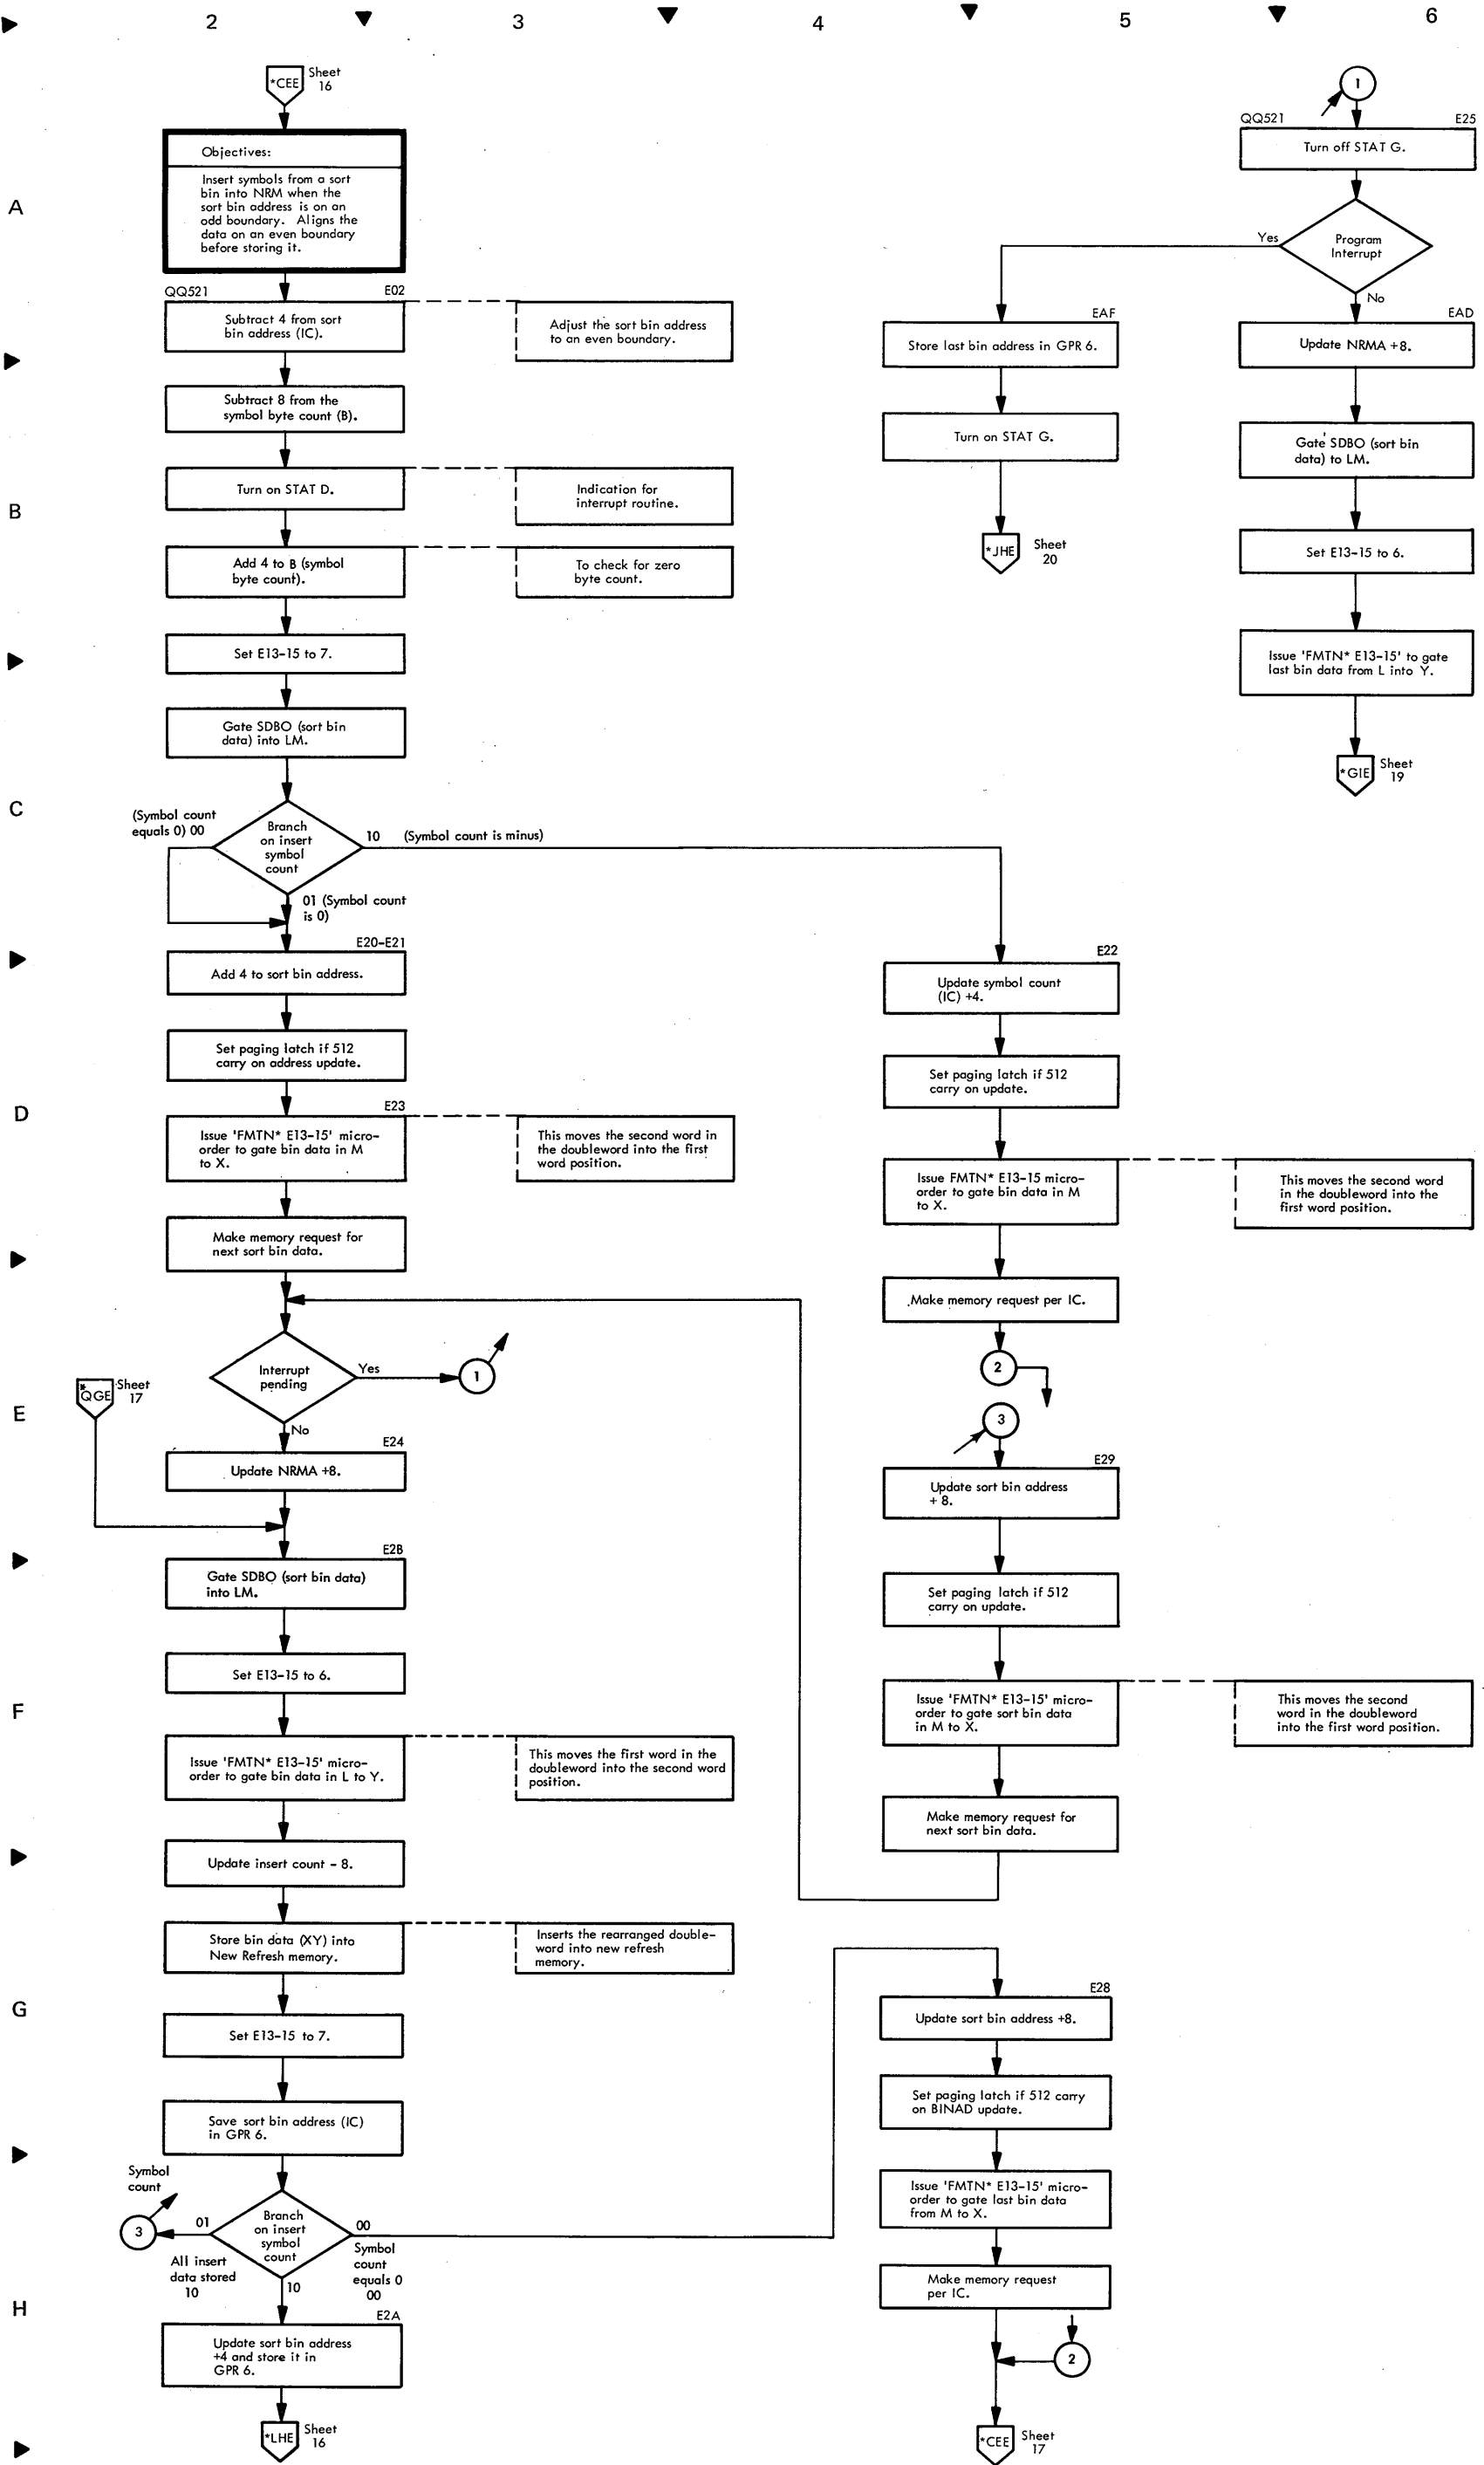 2 3 4 5 6
*CEE
Sheet
16
Objectives:
Insert symbols from a sort
bin into NRM when the
sort bin address is on an
odd boundary. Aligns the
data on an even boundary
before storing it.
A
QQ521 E02
Subtract 4 from sort
bin address (IC).
Adjust the sort bin address
to an even boundary.
Subtract 8 from the
symbol byte count (B).
Turn on STAT D.
Indication for
interrupt routine.
B
Add 4 to B (symbol
byte count).
To check for zero
byte count.
Set E13-15 to 7.
Gate SDBO (sort bin
data) into LM.
C
(Symbol count
equals 0) 00
Branch
on insert
symbol
count
10 (Symbol count is minus)
01 (Symbol count
is 0)
E20-E21
Add 4 to sort bin address.
Set paging latch if 512
carry on address update.
D
E23
Issue 'FMTN* E13-15' micro-
order to gate bin data in M
to X.
This moves the second word in
the doubleword into the first
word position.
Make memory request for
next sort bin data.
Interrupt
pending
Yes
1
No
E
*QGE
Sheet
17
E24
Update NRMA +8.
E2B
Gate SDBO (sort bin data)
into LM.
Set E13-15 to 6.
F
Issue 'FMTN* E13-15' micro-
order to gate bin data in L to Y.
This moves the first word in the
doubleword into the second word
position.
Update insert count - 8.
Store bin data (XY) into
New Refresh memory.
Inserts the rearranged double-
word into new refresh
memory.
G
Set E13-15 to 7.
Save sort bin address (IC)
in GPR 6.
Symbol
count
3
01
Branch
on insert
symbol
count
00
All insert
data stored
10
10
Symbol
count
equals 0
00
H
E2A
Update sort bin address
+4 and store it in
GPR 6.
*LHE
Sheet
16
1
QQ521 E25
Turn off STAT G.
Program
Interrupt
Yes
No
EAF
Store last bin address in GPR 6.
Turn on STAT G.
*JHE
Sheet
20
EAD
Update NRMA +8.
Gate SDBO (sort bin
data) to LM.
Set E13-15 to 6.
Issue 'FMTN* E13-15' to gate
last bin data from L into Y.
*GIE
Sheet
19
E22
Update symbol count
(IC) +4.
Set paging latch if 512
carry on update.
Issue FMTN* E13-15 micro-
order to gate bin data in M
to X.
This moves the second word
in the doubleword into the
first word position.
Make memory request per IC.
2
3
E29
Update sort bin address
+ 8.
Set paging latch if 512
carry on update.
Issue 'FMTN* E13-15' micro-
order to gate sort bin data
in M to X.
This moves the second
word in the doubleword
into the first word position.
Make memory request for
next sort bin data.
E28
Update sort bin address +8.
Set paging latch if 512 carry
on BINAD update.
Issue 'FMTN* E13-15' micro-
order to gate last bin data
from M to X.
Make memory request
per IC.
2
*CEE
Sheet
17